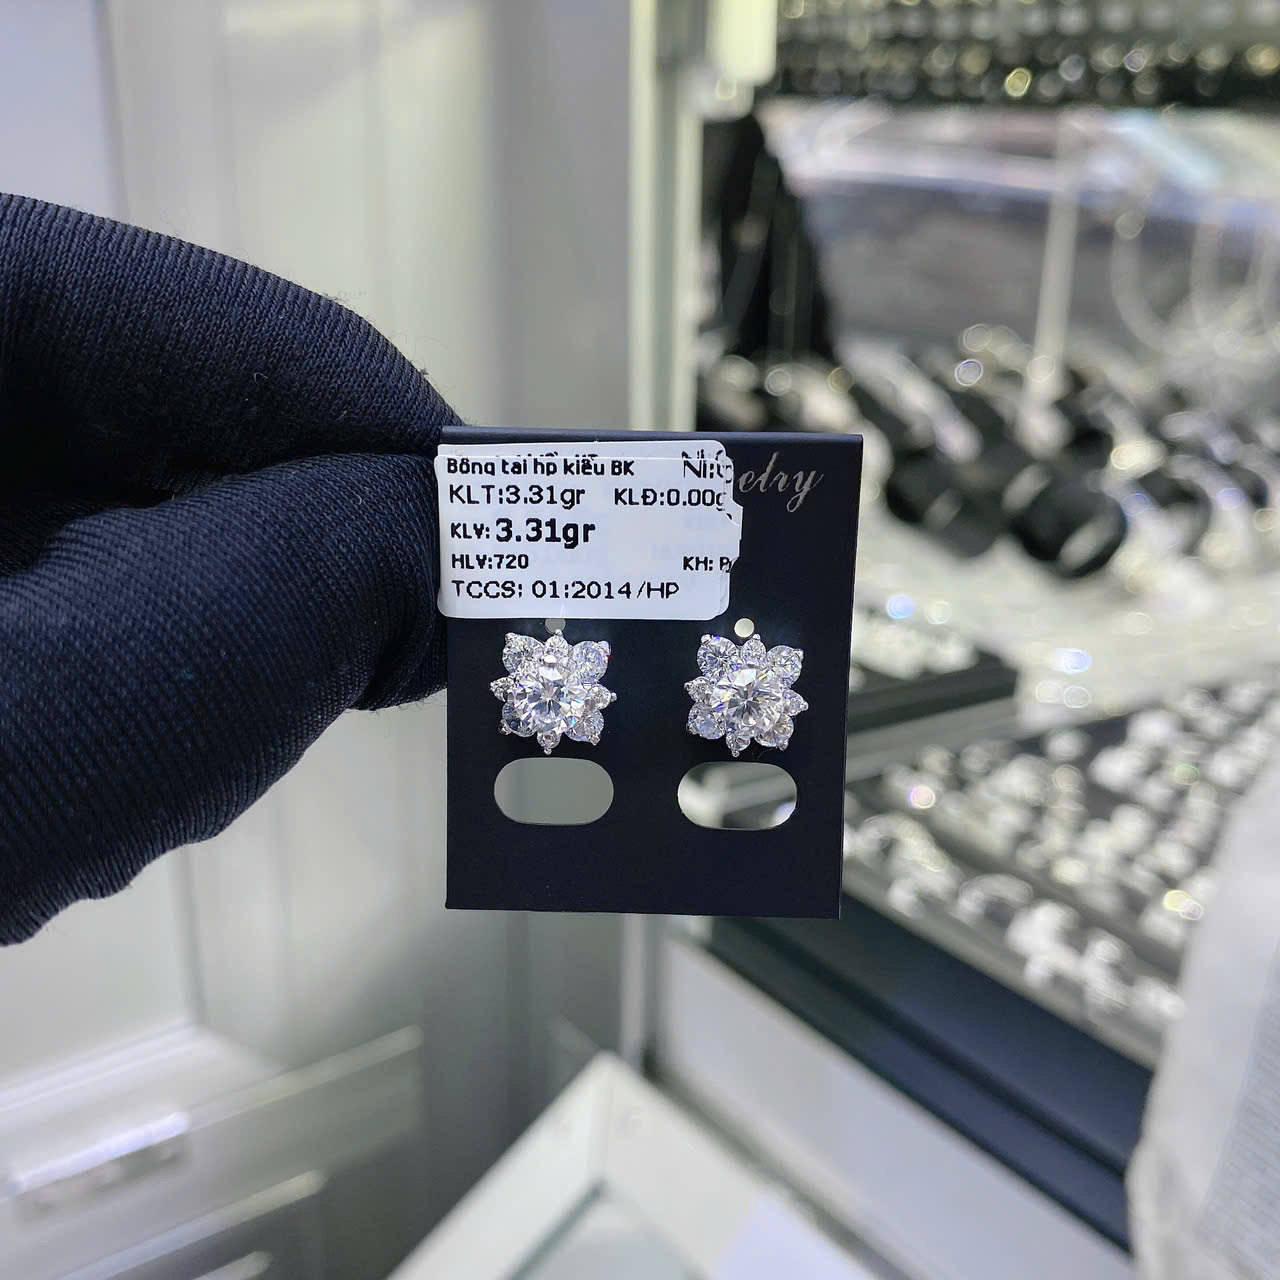 Bông tai hp kiểu BK
KLT:3.31gr KLĐ:0.00g
KLV: 3.31gr
HLV:720 KH:
TCCS: 01:2014/HP